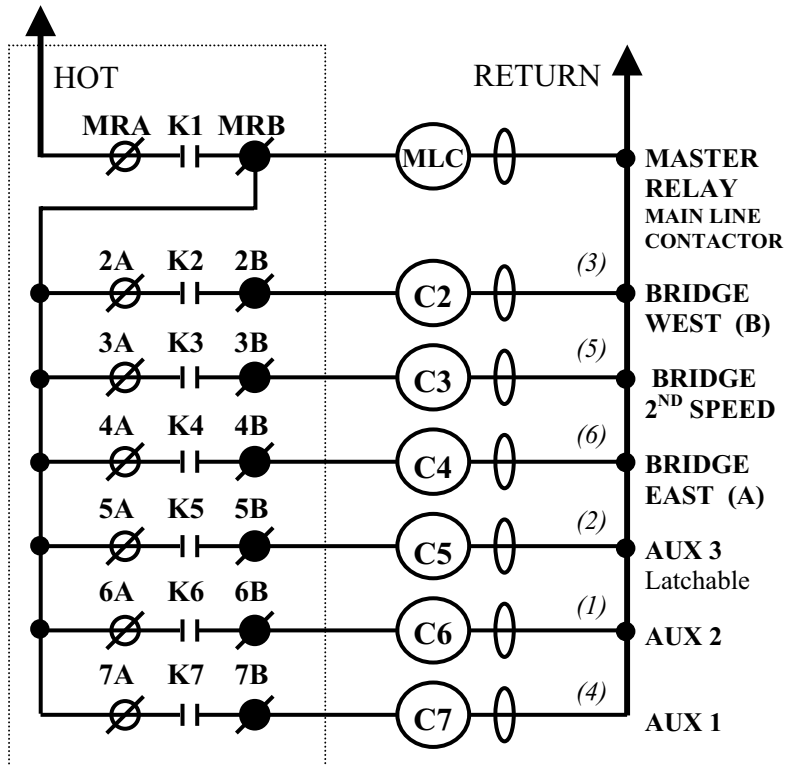 HOT
RETURN
MRA K1 MRB
MLC
MASTER
RELAY
MAIN LINE
CONTACTOR
2A K2 2B
C2
(3)
BRIDGE
WEST (B)
3A K3 3B
C3
(5)
BRIDGE
2ND SPEED
4A K4 4B
C4
(6)
BRIDGE
EAST (A)
5A K5 5B
C5
(2)
AUX 3
Latchable
6A K6 6B
C6
(1)
AUX 2
7A K7 7B
C7
(4)
AUX 1